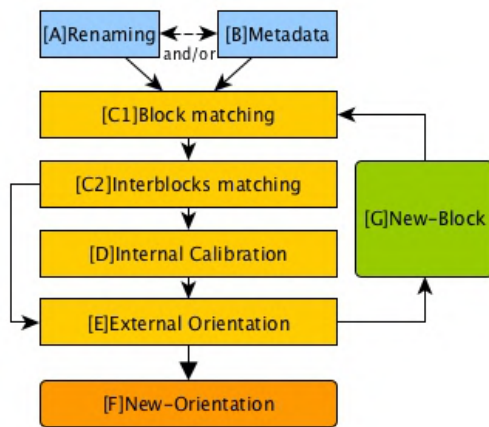 [A]Renaming
[B]Metadata
and/or
[C1]Block matching
[C2]Interblocks matching
[G]New-Block
[D]Internal Calibration
[E]External Orientation
[F]New-Orientation